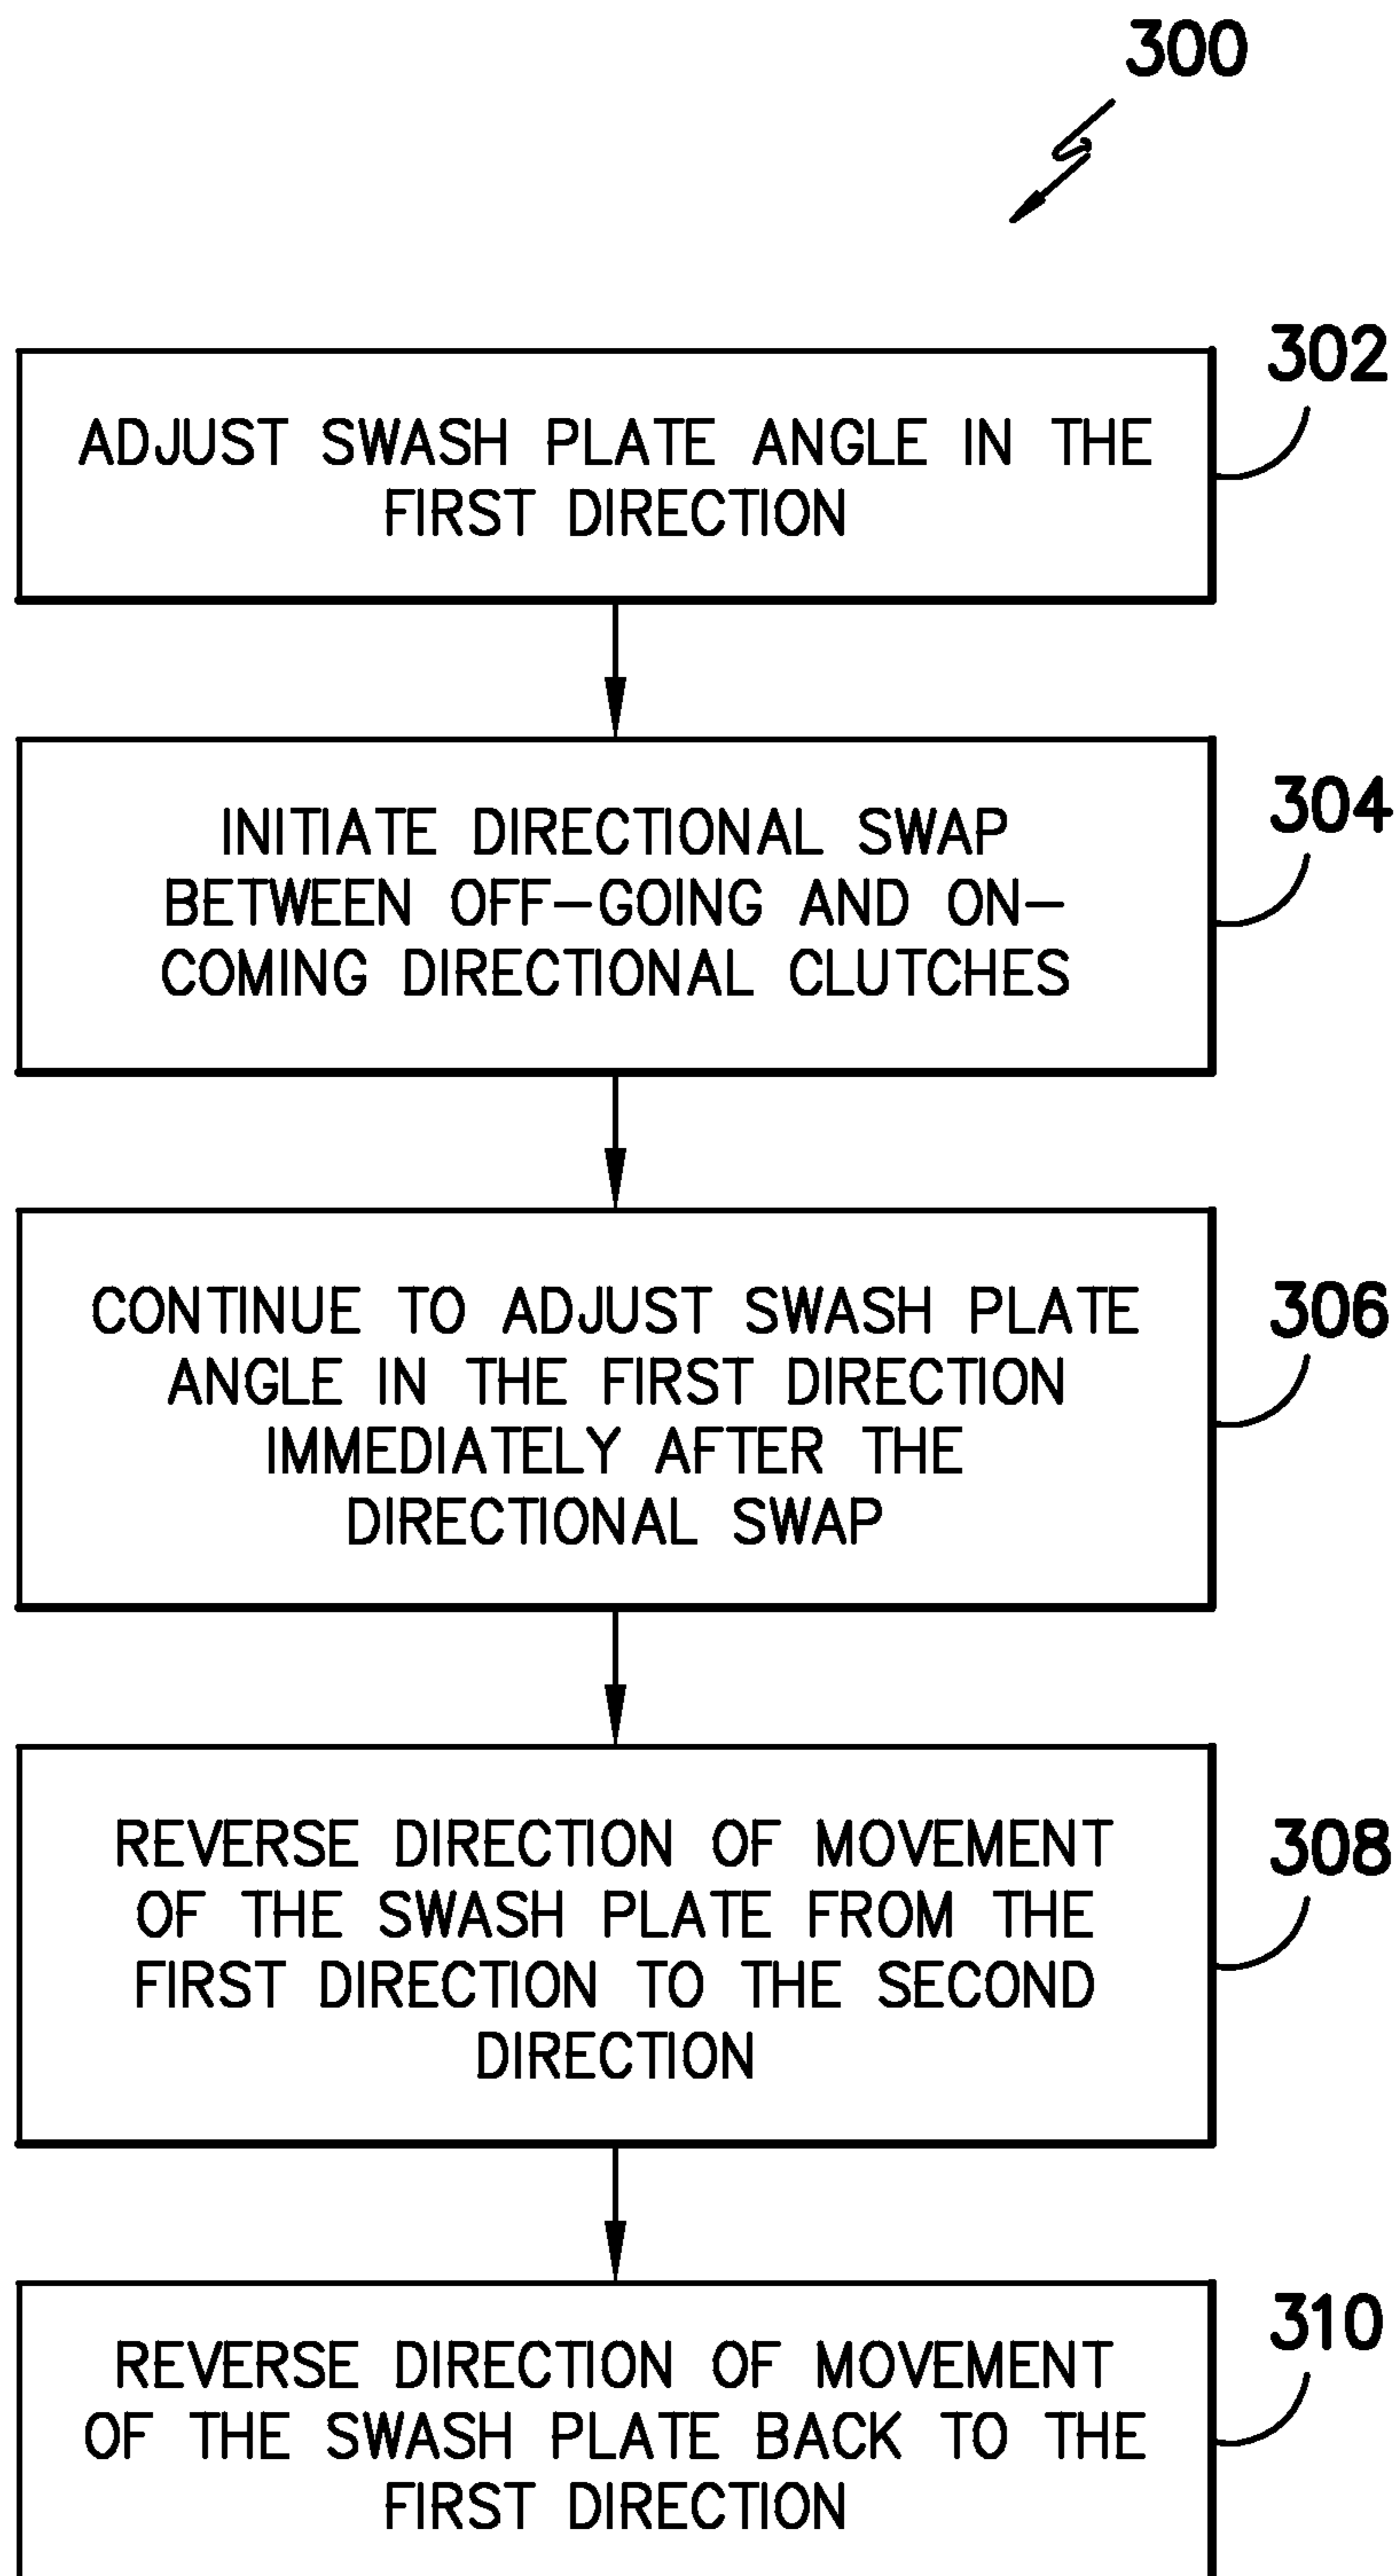 300
302
ADJUST SWASH PLATE ANGLE IN THE
FIRST DIRECTION
304
INITIATE DIRECTIONAL SWAP
BETWEEN OFF-GOING AND ON-
COMING DIRECTIONAL CLUTCHES
306
CONTINUE TO ADJUST SWASH PLATE
ANGLE IN THE FIRST DIRECTION
IMMEDIATELY AFTER THE
DIRECTIONAL SWAP
308
REVERSE DIRECTION OF MOVEMENT
OF THE SWASH PLATE FROM THE
FIRST DIRECTION TO THE SECOND
DIRECTION
310
REVERSE DIRECTION OF MOVEMENT
OF THE SWASH PLATE BACK TO THE
FIRST DIRECTION